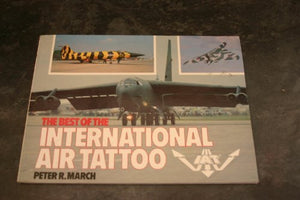 THE BEST OF THE
INTERNATIONAL
AIR TATTOO
PETER R. MARCH